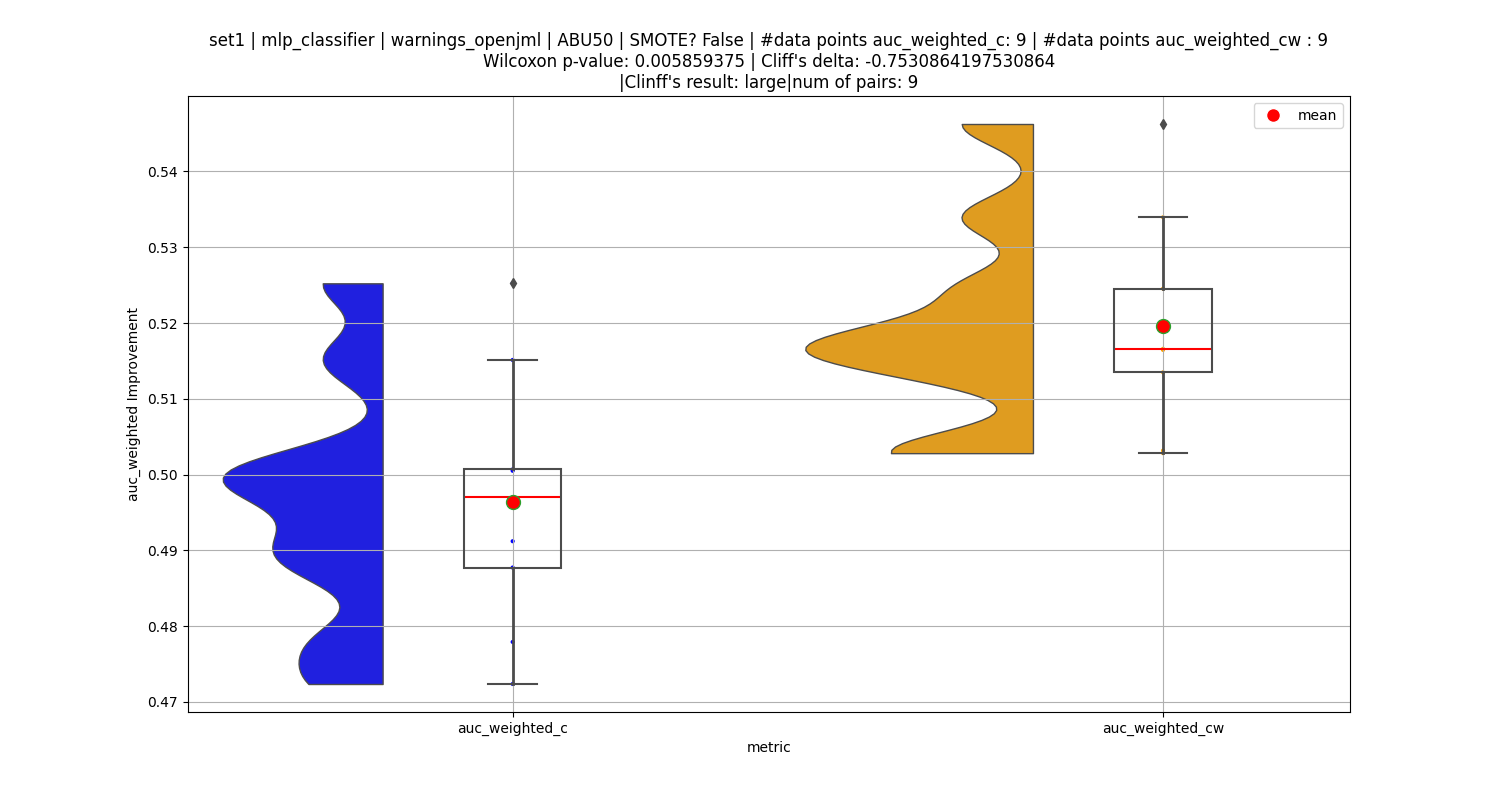 set1 | mlp_classifier | warnings_openjml | ABU50 | SMOTE? False | #data points auc_weighted_c: 9 | #data points auc_weighted_cw : 9
Wilcoxon p-value: 0.005859375 | Cliff's delta: -0.7530864197530864
|Clinff's result: large|num of pairs: 9
mean
0.54
0.53
0.52
0.51
0.50
0.49
0.48
0.47
auc_weighted Improvement
auc_weighted_c
auc_weighted_cw
metric